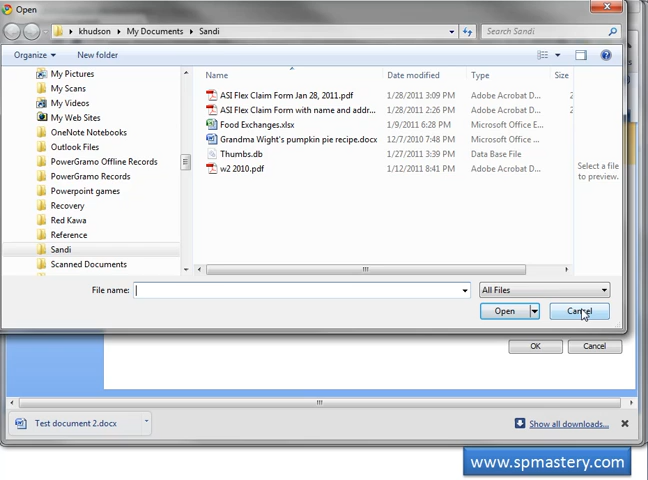 Open
khudson ▸ My Documents ▸ Sandi
Search Sandi
Organize
New folder
My Pictures
My Scans
My Videos
My Web Sites
OneNote Notebooks
Outlook Files
PowerGramo Offline Records
PowerGramo Records
Powerpoint games
Recovery
Red Kawa
Reference
Sandi
Scanned Documents
Name Date modified Type Size
ASI Flex Claim Form Jan 28, 2011.pdf 1/28/2011 3:09 PM Adobe Acrobat D... 2
ASI Flex Claim Form with name and addr... 1/28/2011 2:26 PM Adobe Acrobat D... 2
Food Exchanges.xlsx 1/9/2011 6:28 PM Microsoft Office E...
Grandma Wight's pumpkin pie recipe.docx 12/7/2010 7:48 PM Microsoft Office ...
Thumbs.db 1/27/2011 3:39 PM Data Base File
w2 2010.pdf 1/12/2011 8:41 PM Adobe Acrobat D...
Select a file
to preview.
File name:
All Files
Open
Cancel
OK
Cancel
Test document 2.docx
Show all downloads...
www.spmastery.com